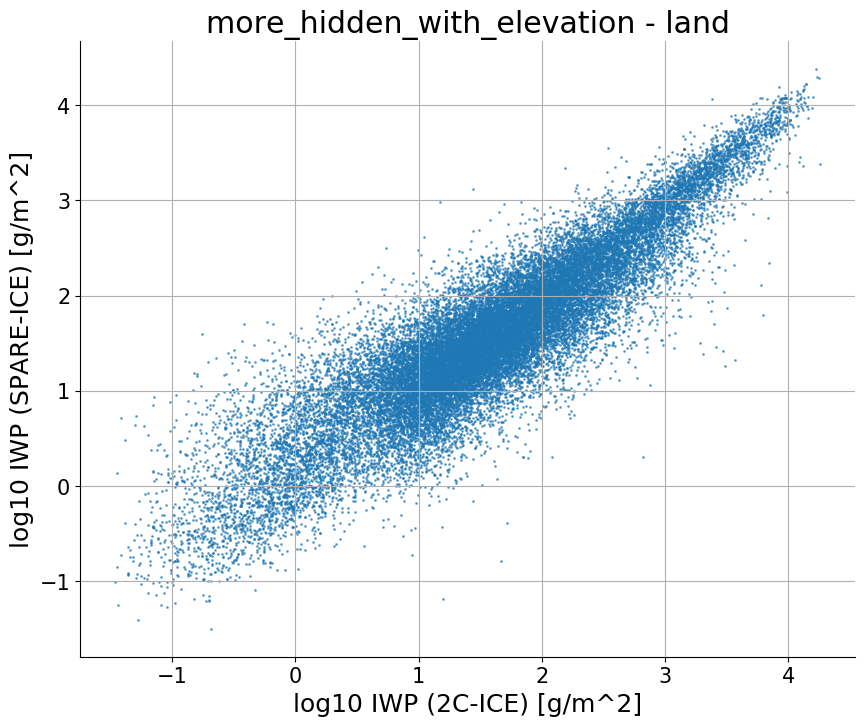 more_hidden_with_elevation - land
log10 IWP (SPARE-ICE) [g/m^2]
4
3
2
1
0
−1
−1 0 1 2 3 4
log10 IWP (2C-ICE) [g/m^2]